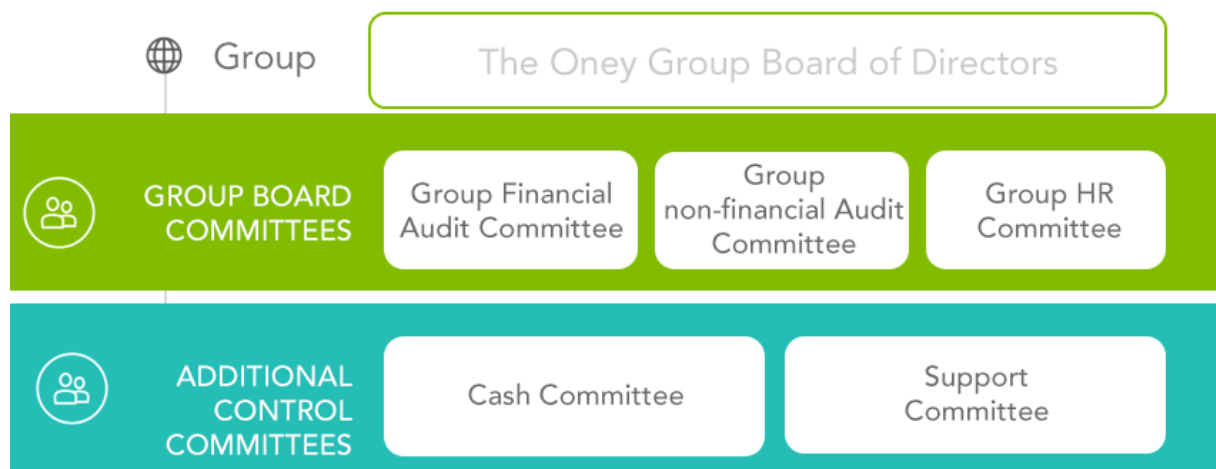 Group
The Oney Group Board of Directors
GROUP BOARD
COMMITTEES
Group Financial
Audit Committee
Group
non-financial Audit
Committee
Group HR
Committee
ADDITIONAL
CONTROL
COMMITTEES
Cash Committee
Support
Committee